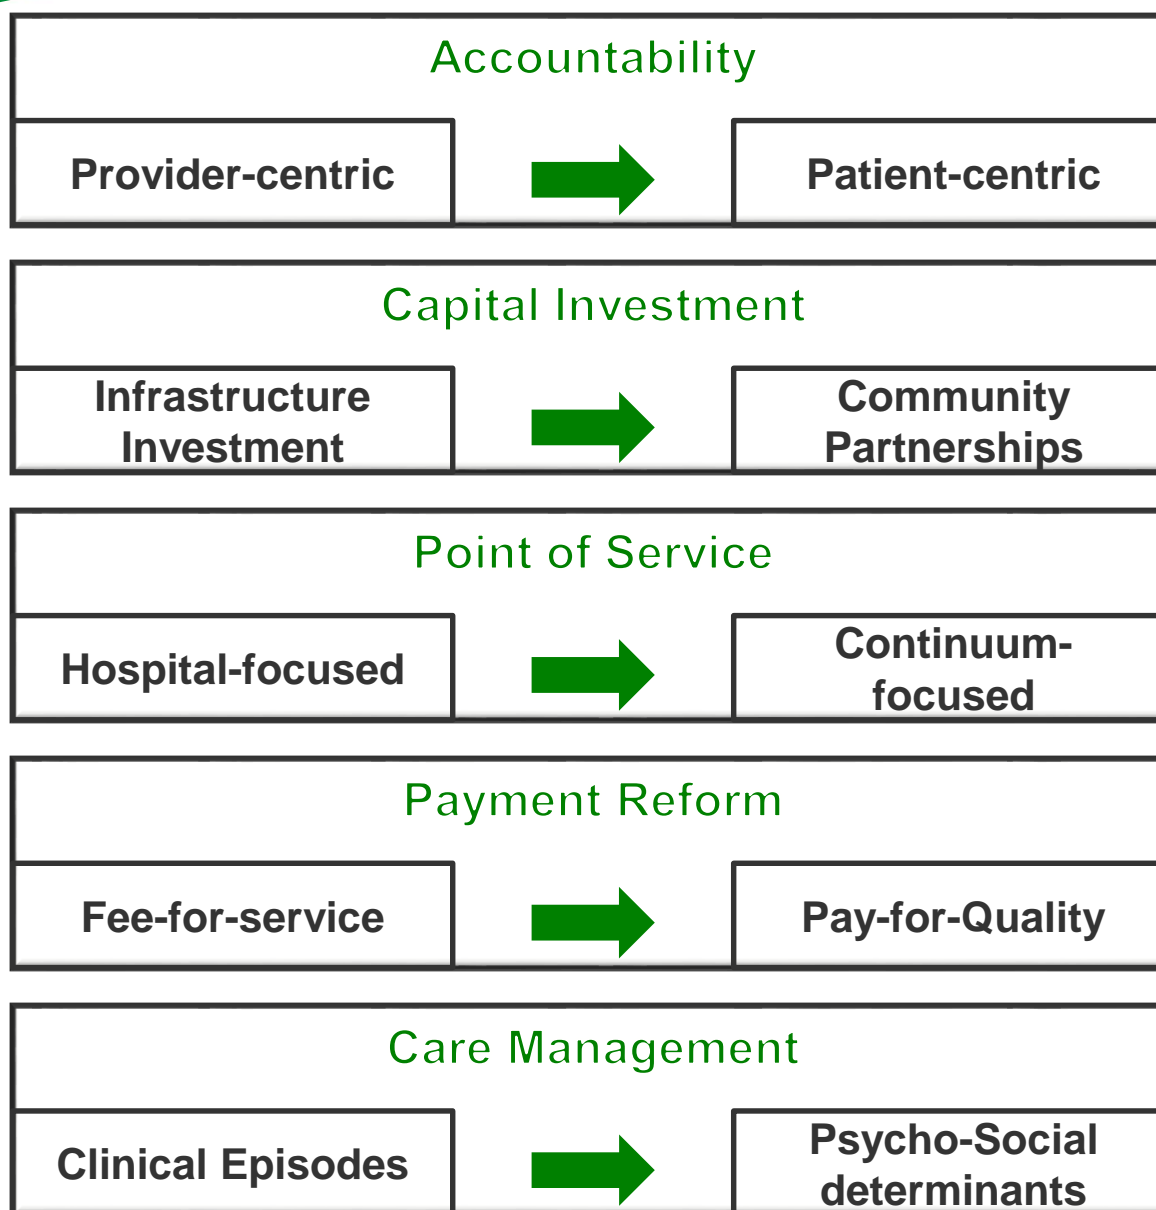 Accountability
Provider-centric
Patient-centric
Capital Investment
Infrastructure
Investment
Community
Partnerships
Point of Service
Hospital-focused
Continuum-
focused
Payment Reform
Fee-for-service
Pay-for-Quality
Care Management
Clinical Episodes
Psycho-Social
determinants